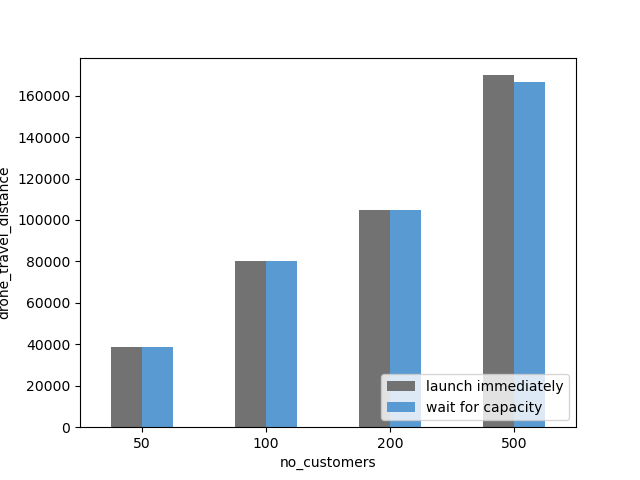 160000
140000
120000
100000
80000
60000
40000
20000
0
drone_travel_distance
50 100 200 500
no_customers
launch immediately
wait for capacity